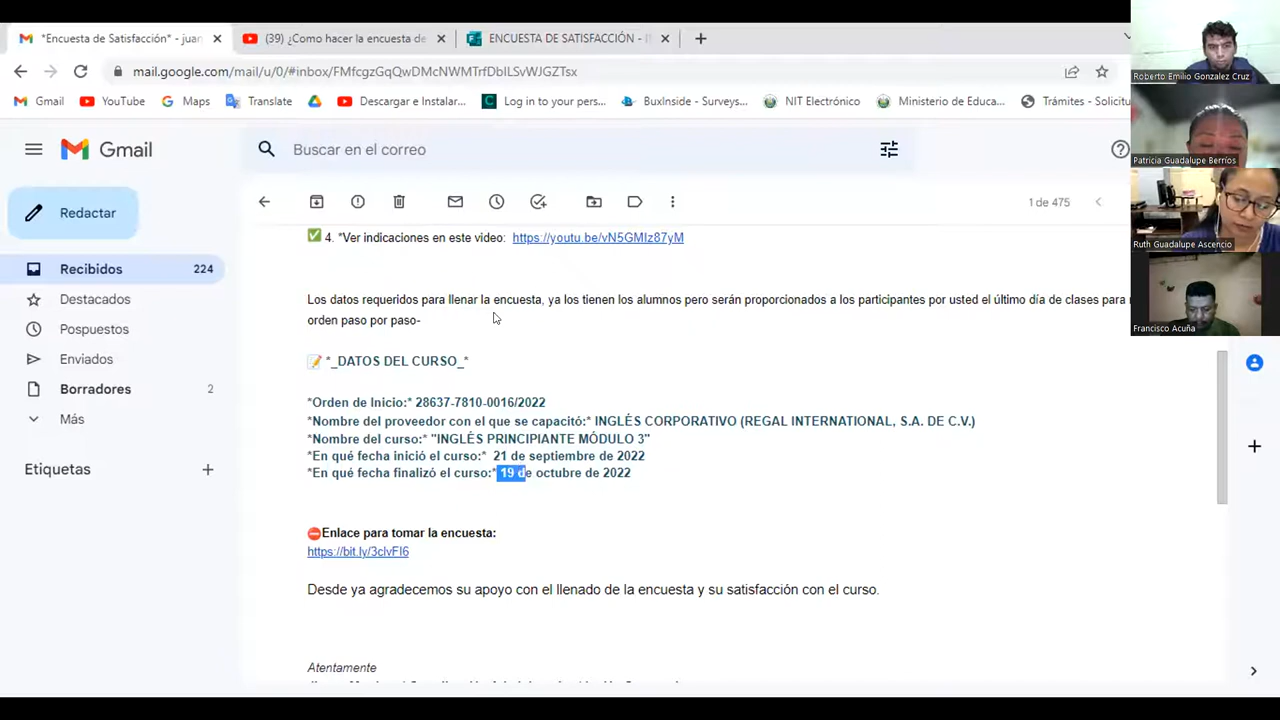 *Encuesta de Satisfacción* - juan
(39) ¿Como hacer la encuesta de
ENCUESTA DE SATISFACCIÓN - (
mail.google.com/mail/u/0/#inbox/FMfcgzGqQwDMcNWMTrfDbILSvWJGZTsx
Gmail
YouTube
Maps
Translate
Descargar e Instalar...
Log in to your pers...
BuxInside - Surveys...
NIT Electrónico
Ministerio de Educa...
Trámites - Solicitu
Gmail
Buscar en el correo
Redactar
1 de 475
Recibidos 224
Destacados
Pospuestos
Enviados
Borradores 2
Más
Etiquetas
4. *Ver indicaciones en este video: https://youtu.be/vN5GMIz87yM
Los datos requeridos para llenar la encuesta, ya los tienen los alumnos pero serán proporcionados a los participantes por usted el último día de clases para
orden paso por paso-
*_DATOS DEL CURSO_*
*Orden de Inicio:* 28637-7810-0016/2022
*Nombre del proveedor con el que se capacitó:* INGLÉS CORPORATIVO (REGAL INTERNATIONAL, S.A. DE C.V.)
*Nombre del curso:* "INGLÉS PRINCIPIANTE MÓDULO 3"
*En qué fecha inició el curso:* 21 de septiembre de 2022
*En qué fecha finalizó el curso:* 19 de octubre de 2022
Enlace para tomar la encuesta:
https://bit.ly/3clvFI6
Desde ya agradecemos su apoyo con el llenado de la encuesta y su satisfacción con el curso.
Atentamente
Roberto Emilio Gonzalez Cruz
Patricia Guadalupe Berríos
Ruth Guadalupe Ascencio
Francisco Acuña